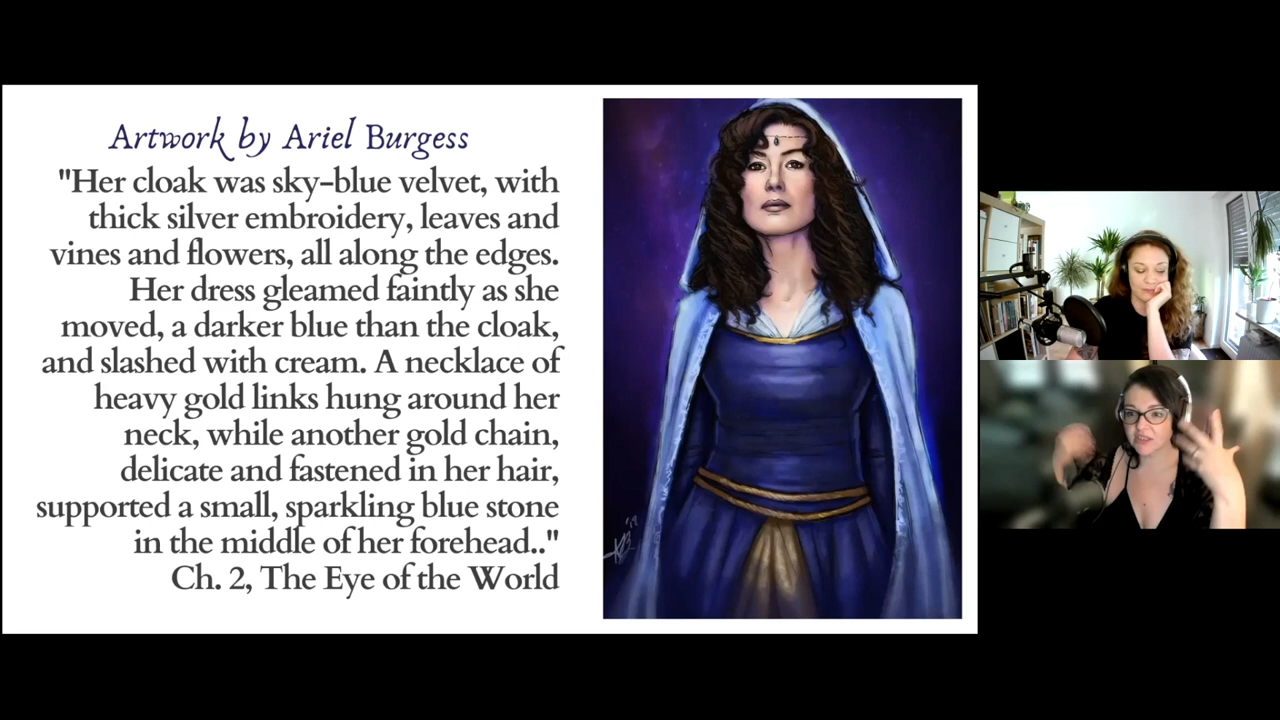 Artwork by Ariel Burgess
"Her cloak was sky-blue velvet, with
thick silver embroidery, leaves and
vines and flowers, all along the edges.
Her dress gleamed faintly as she
moved, a darker blue than the cloak,
and slashed with cream. A necklace of
heavy gold links hung around her
neck, while another gold chain,
delicate and fastened in her hair,
supported a small, sparkling blue stone
in the middle of her forehead.."
Ch. 2, The Eye of the World